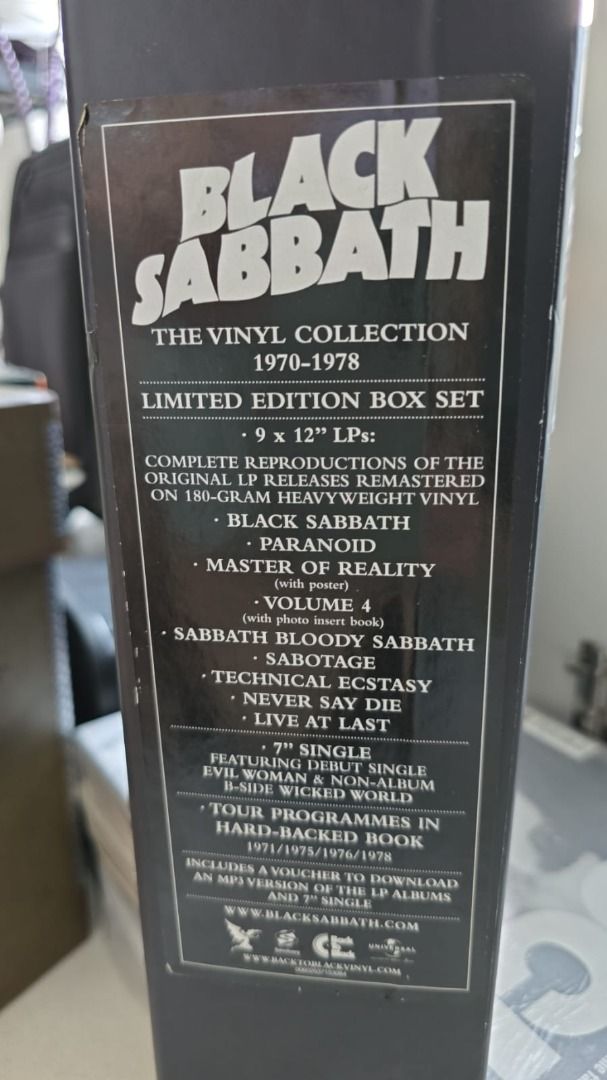 BLACK
SABBATH
THE VINYL COLLECTION
1970-1978
LIMITED EDITION BOX SET
· 9 x 12" LPs:
COMPLETE REPRODUCTIONS OF THE
ORIGINAL LP RELEASES REMASTERED
ON 180-GRAM HEAVYWEIGHT VINYL
· BLACK SABBATH
· PARANOID
· MASTER OF REALITY
(with poster)
· VOLUME 4
(with photo insert book)
· SABBATH BLOODY SABBATH
· SABOTAGE
· TECHNICAL ECSTASY
· NEVER SAY DIE
· LIVE AT LAST
· 7" SINGLE
FEATURING DEBUT SINGLE
EVIL WOMAN & NON-ALBUM
B-SIDE WICKED WORLD
· TOUR PROGRAMMES IN
HARD-BACKED BOOK
1971/1975/1976/1978
INCLUDES A VOUCHER TO DOWNLOAD
AN MP3 VERSION OF THE LP ALBUMS
AND 7" SINGLE
WWW.BLACKSABBATH.COM
UNIVERSAL
WWW.BACKTOBLACKVINYL.COM